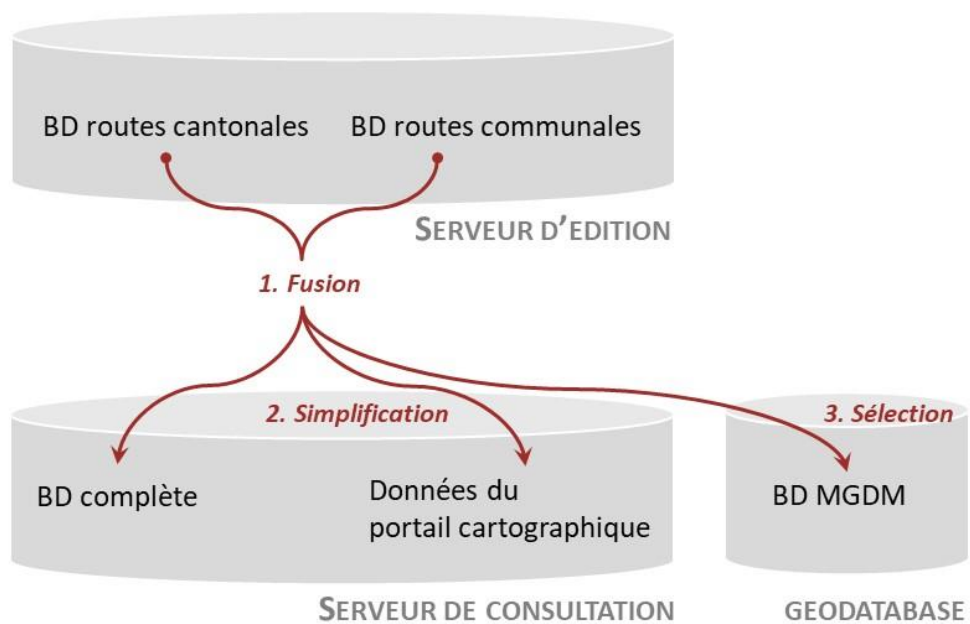 BD routes cantonales BD routes communales
SERVEUR D'EDITION
1. Fusion
2. Simplification
3. Sélection
BD complète
Données du
portail cartographique
BD MGDM
SERVEUR DE CONSULTATION
GEODATABASE